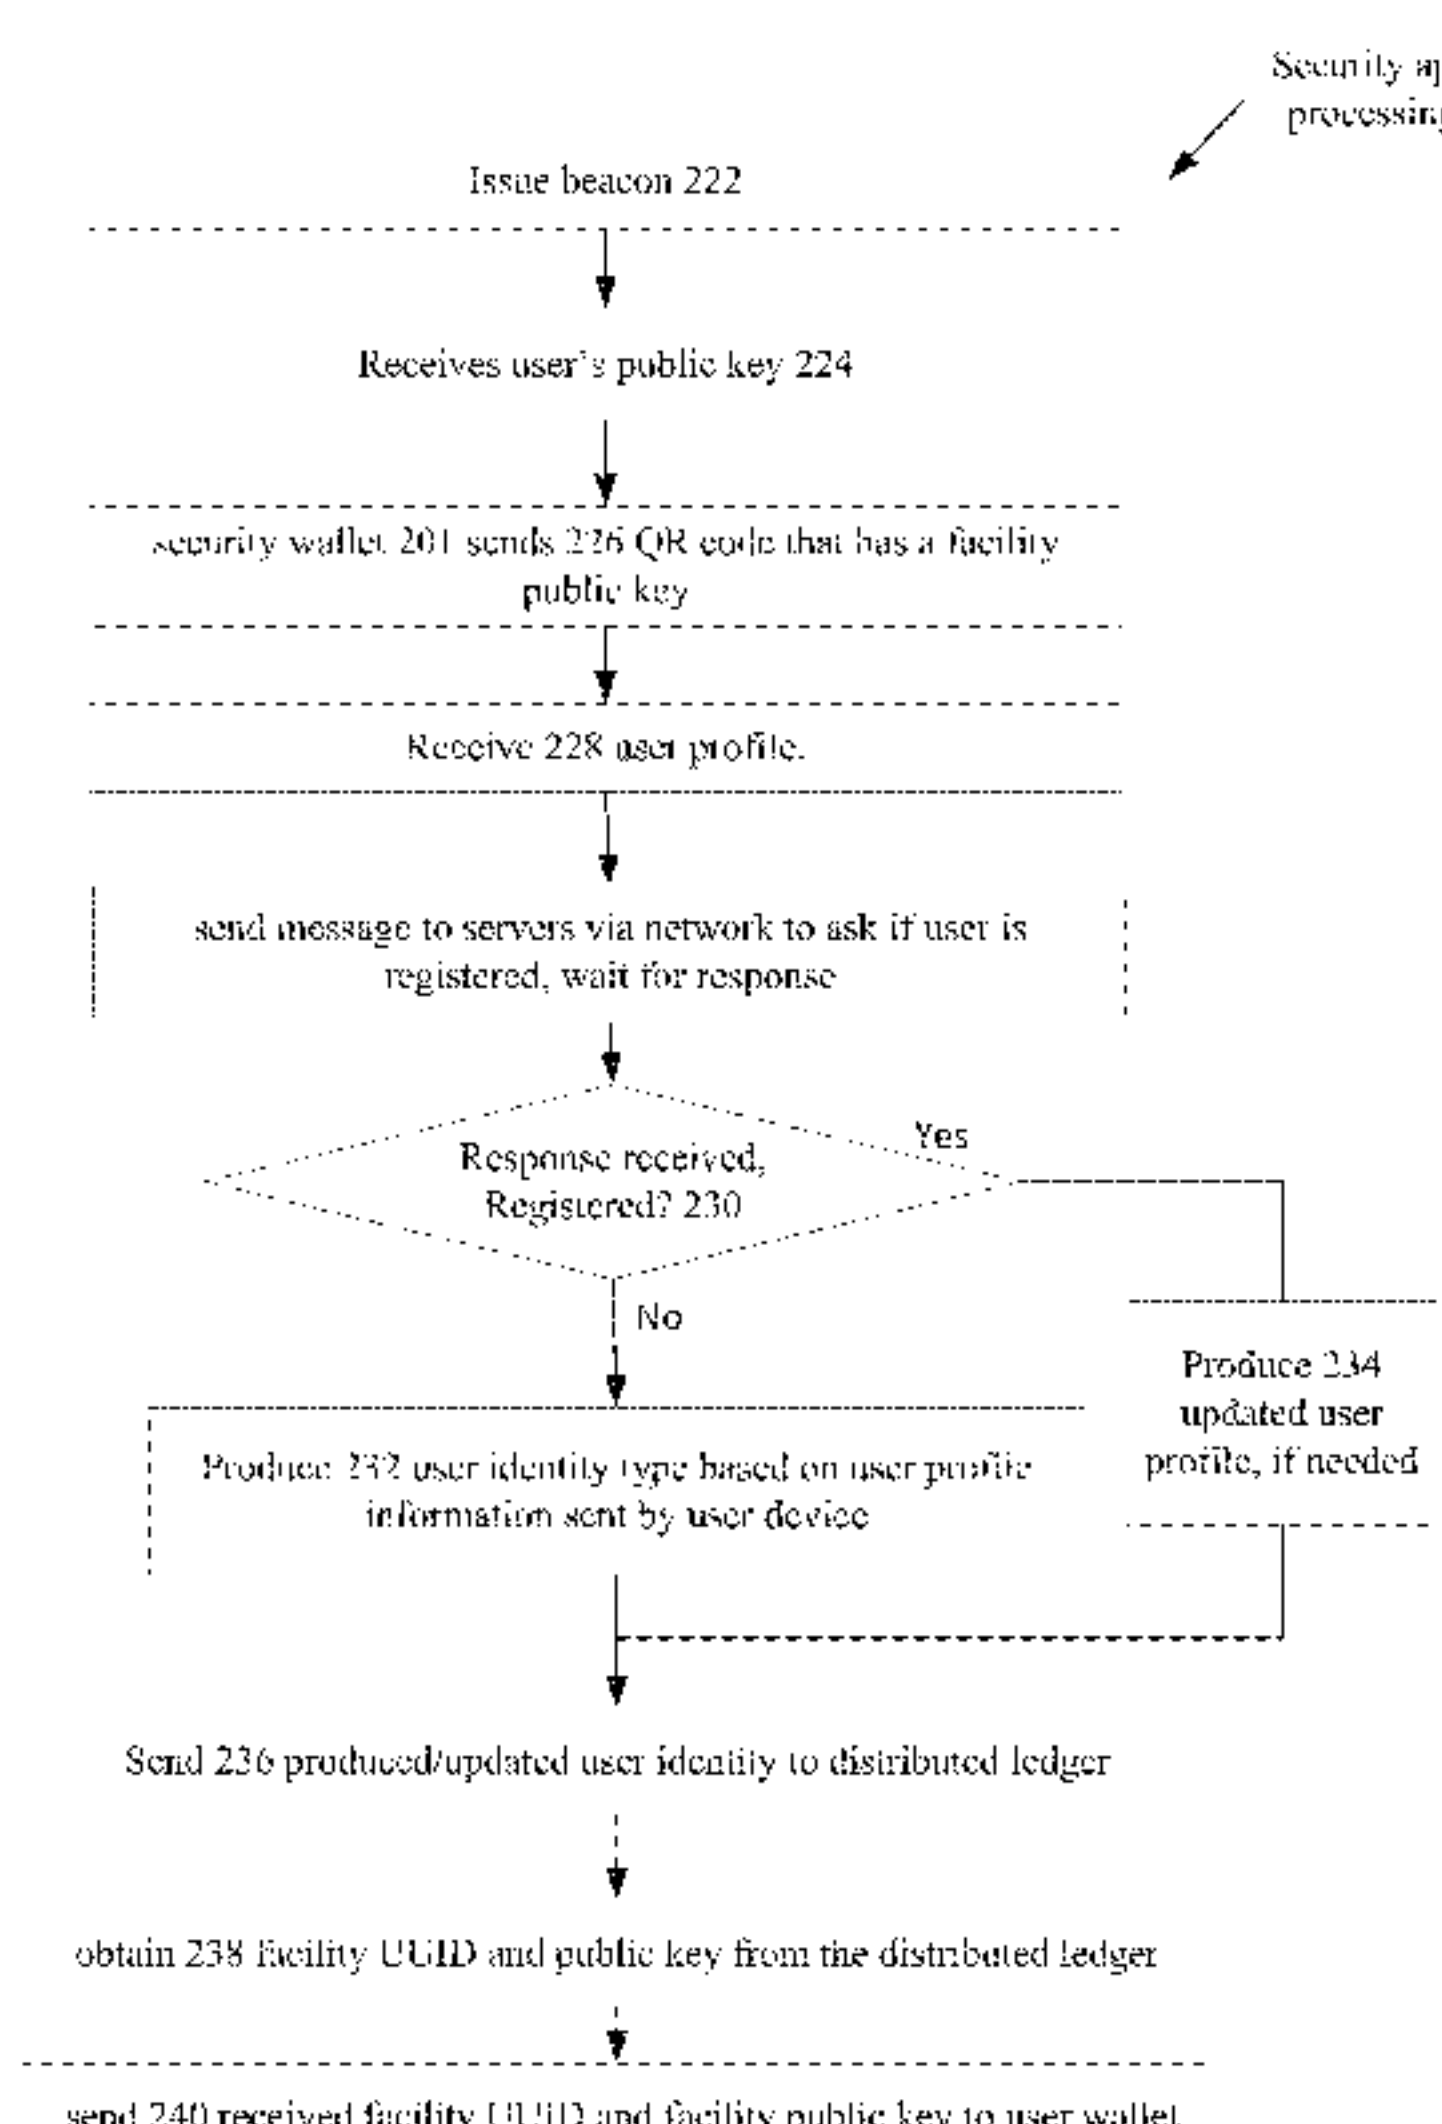 Security
processing
Issue beacon 222
Receives user's public key 224
security wallet 201 sends 226 QR code that has a facility
public key
Receive 228 user profile.
send message to servers via network to ask if user is
registered, wait for response
Yes
Response received,
Registered? 230
No
Produce 234
updated user
profile, if needed
Produce 232 user identity type based on user profile
information sent by user device
Send 236 produced/updated user identity to distributed ledger
obtain 238 facility UUID and public key from the distributed ledger
send 240 received facility UUID and facility public key to user wallet